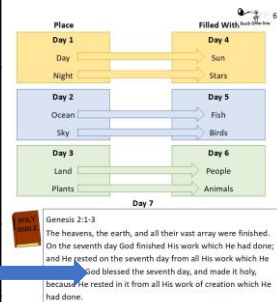 6
Place Filled With
Day 1 Day 4
Day Sun
Night Stars
Day 2 Day 5
Ocean Fish
Sky Birds
Day 3 Day 6
Land People
Plants Animals
Day 7
HOLY
BIBLE
Genesis 2:1-3
The heavens, the earth, and all their vast array were finished.
On the seventh day God finished His work which He had done;
and He rested on the seventh day from all His work which He
God blessed the seventh day, and made it holy,
because He rested in it from all His work of creation which He
had done.